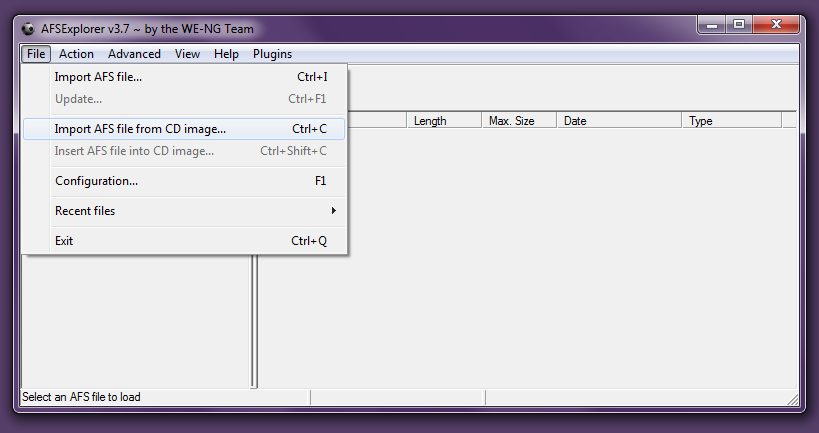 AFSExplorer v3.7 ~ by the WE-NG Team
File Action Advanced View Help Plugins
Import AFS file... Ctrl+I
Update... Ctrl+F1
Import AFS file from CD image... Ctrl+C
Length Max. Size Date Type
Insert AFS file into CD image... Ctrl+Shift+C
Configuration... F1
Recent files
Exit Ctrl+Q
Select an AFS file to load